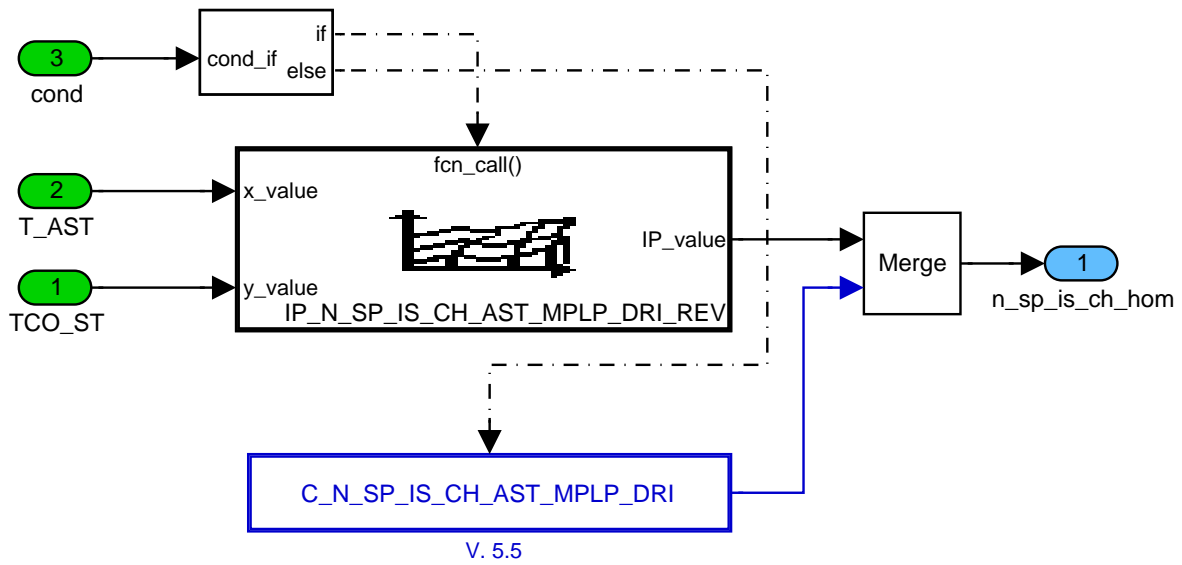 if
3
cond_if
else
cond
fcn_call()
2
x_value
T_AST
IP_value
Merge
1
y_value
1
TCO_ST
IP_N_SP_IS_CH_AST_MPLP_DRI_REV
n_sp_is_ch_hom
C_N_SP_IS_CH_AST_MPLP_DRI
V. 5.5